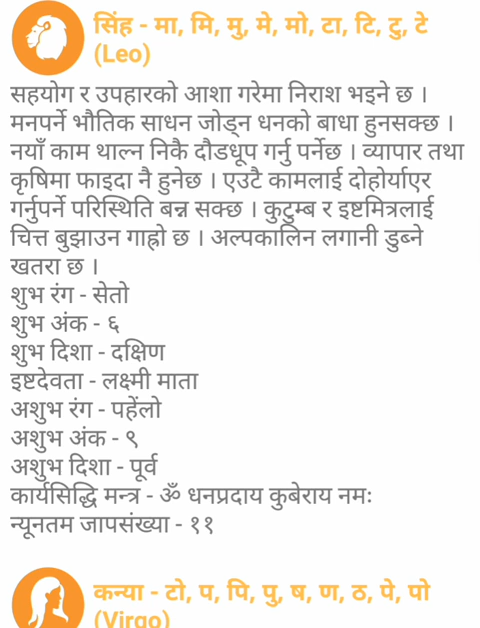 सिंह - मा, मि, मु, मे, मो, टा, टि, टु, टे
(Leo)
सहयोग र उपहारको आशा गरेमा निराश भइने छ ।
मनपर्ने भौतिक साधन जोड्न धनको बाधा हुनसक्छ ।
नयाँ काम थाल्न निकै दौडधूप गर्नु पर्नेछ । व्यापार तथा
कृषिमा फाइदा नै हुनेछ । एउटै कामलाई दोहोर्याएर
गर्नुपर्ने परिस्थिति बन्न सक्छ । कुटुम्ब र इष्टमित्रलाई
चित्त बुझाउन गाह्रो छ । अल्पकालिन लगानी डुब्ने
खतरा छ ।
शुभ रंग - सेतो
शुभ अंक - ६
शुभ दिशा - दक्षिण
इष्टदेवता - लक्ष्मी माता
अशुभ रंग - पहेंलो
अशुभ अंक - ९
अशुभ दिशा - पूर्व
कार्यसिद्धि मन्त्र - ॐ धनप्रदाय कुबेराय नमः
न्यूनतम जापसंख्या - ११
कन्या - टो, प, पि, पु, ष, ण, ठ, पे, पो
(Virgo)